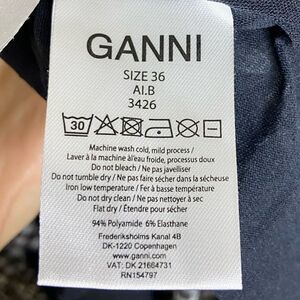 GANNI
SIZE 36
AI.B
3426
30
Machine wash cold, mild process /
Laver à la machine à l'eau froide, processus doux
Do not bleach / Ne pas javelliser
Do not tumble dry / Ne pas faire sécher dans la sécheuse
Iron low temperature / Fer à basse température
Do not dry clean / Ne pas nettoyer à sec
Flat dry / Étendre pour sécher
94% Polyamide 6% Elasthane
Frederiksholms Kanal 4B
DK-1220 Copenhagen
www.ganni.com
VAT: DK 21664731
RN154797